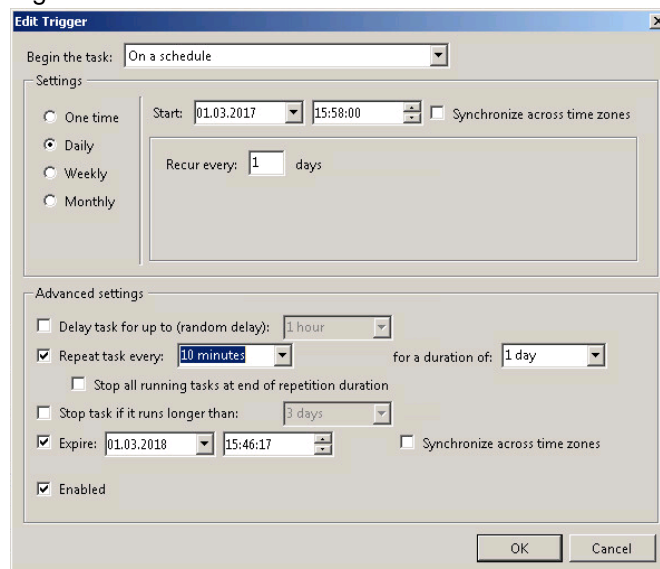 Edit Trigger
Begin the task: On a schedule
Settings
One time
Start: 01.03.2017 15:58:00 Synchronize across time zones
Daily
Recur every: 1 days
Weekly
Monthly
Advanced settings
Delay task for up to (random delay): 1 hour
Repeat task every: 10 minutes for a duration of: 1 day
Stop all running tasks at end of repetition duration
Stop task if it runs longer than: 3 days
Expire: 01.03.2018 15:46:17 Synchronize across time zones
Enabled
OK Cancel